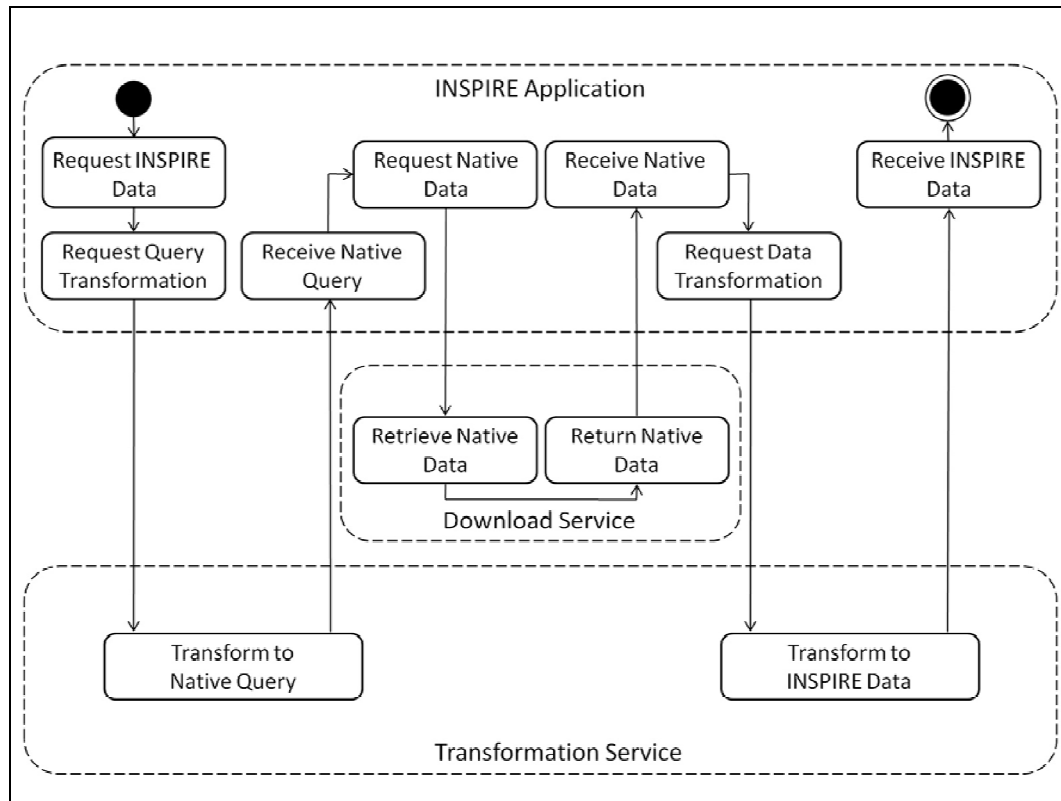 INSPIRE Application
Request INSPIRE
Data
Request Native
Data
Receive Native
Data
Receive INSPIRE
Data
Request Query
Transformation
Receive Native
Query
Request Data
Transformation
Retrieve Native
Data
Return Native
Data
Download Service
Transform to
Native Query
Transform to
INSPIRE Data
Transformation Service